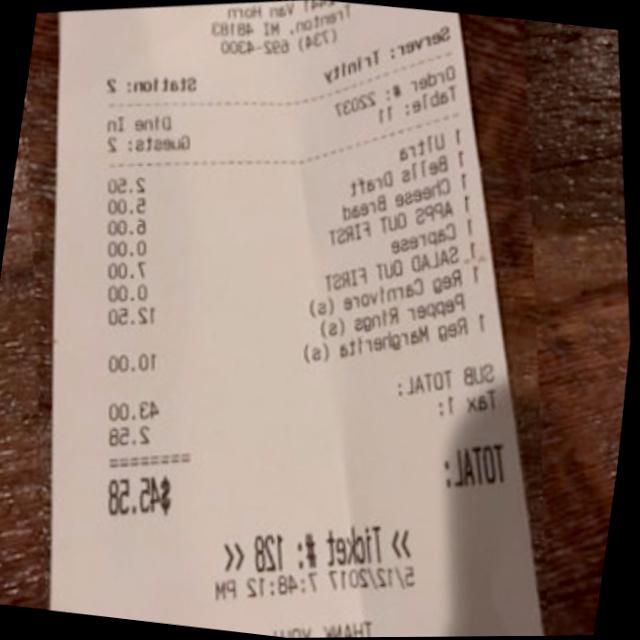 Van Horn
Trenton, MI 48183
(734) 692-4300
Server: Trinity Station: 2
Order #: 22037 Dine In
Table: 11 Guests: 2
1 Ultra 2.50
1 Bells Draft 5.00
1 Cheese Bread 6.00
1 APPS OUT FIRST 0.00
1 Caprese 7.00
1 SALAD OUT FIRST 0.00
1 Reg Carnivore (s) 12.50
Pepper Rings (s)
1 Reg Margherita (s) 10.00
SUB TOTAL: 43.00
Tax 1: 2.58
========
TOTAL: $45.58
>> Ticket #: 128 <<
5/12/2017 7:48:12 PM
THANK YOU